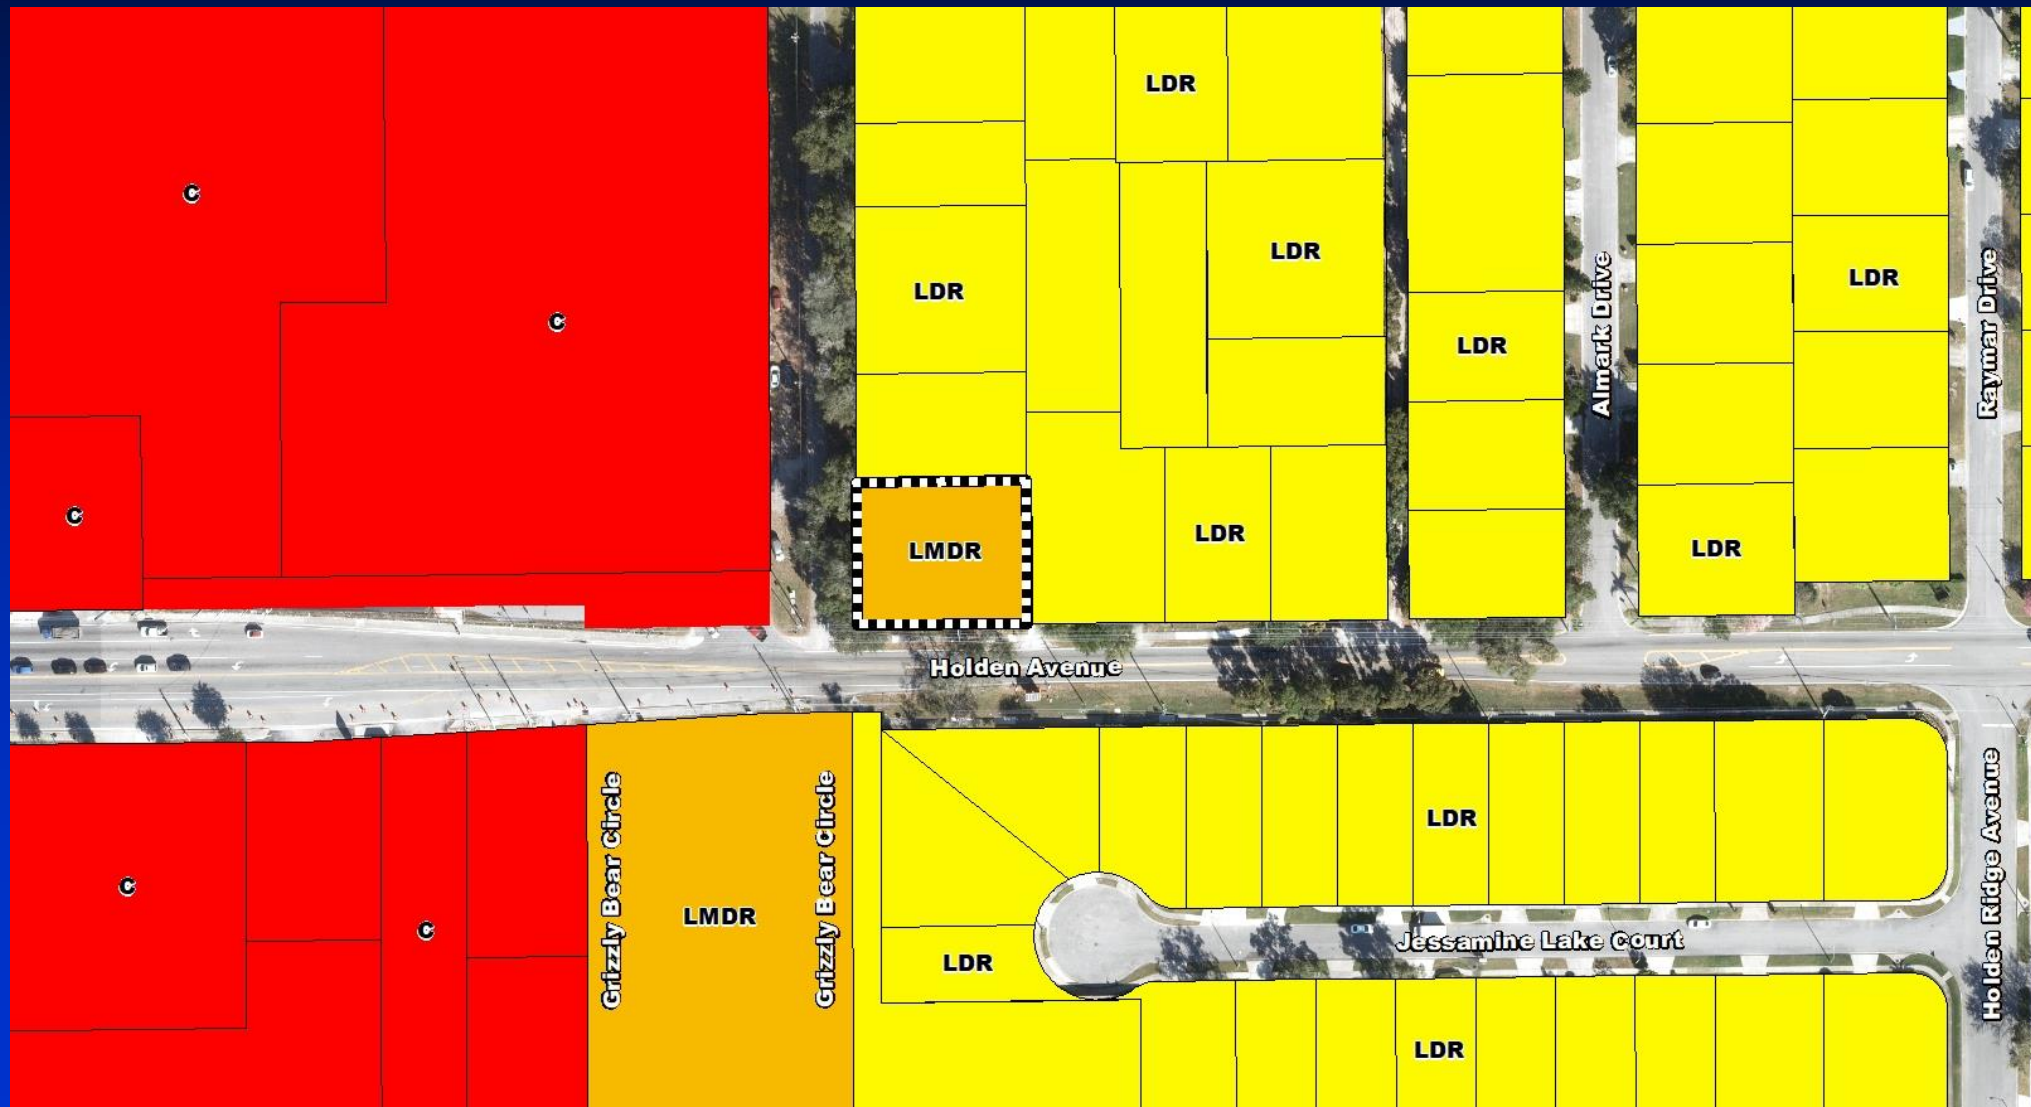 LDR
C
LDR
LDR
LDR
Almark Drive
Raymar Drive
LDR
C
C
LMDR
LDR
LDR
Holden Avenue
Grizzly Bear Circle
Grizzly Bear Circle
LDR
Holden Ridge Avenue
C
LMDR
C
Jessamine Lake Court
LDR
LDR